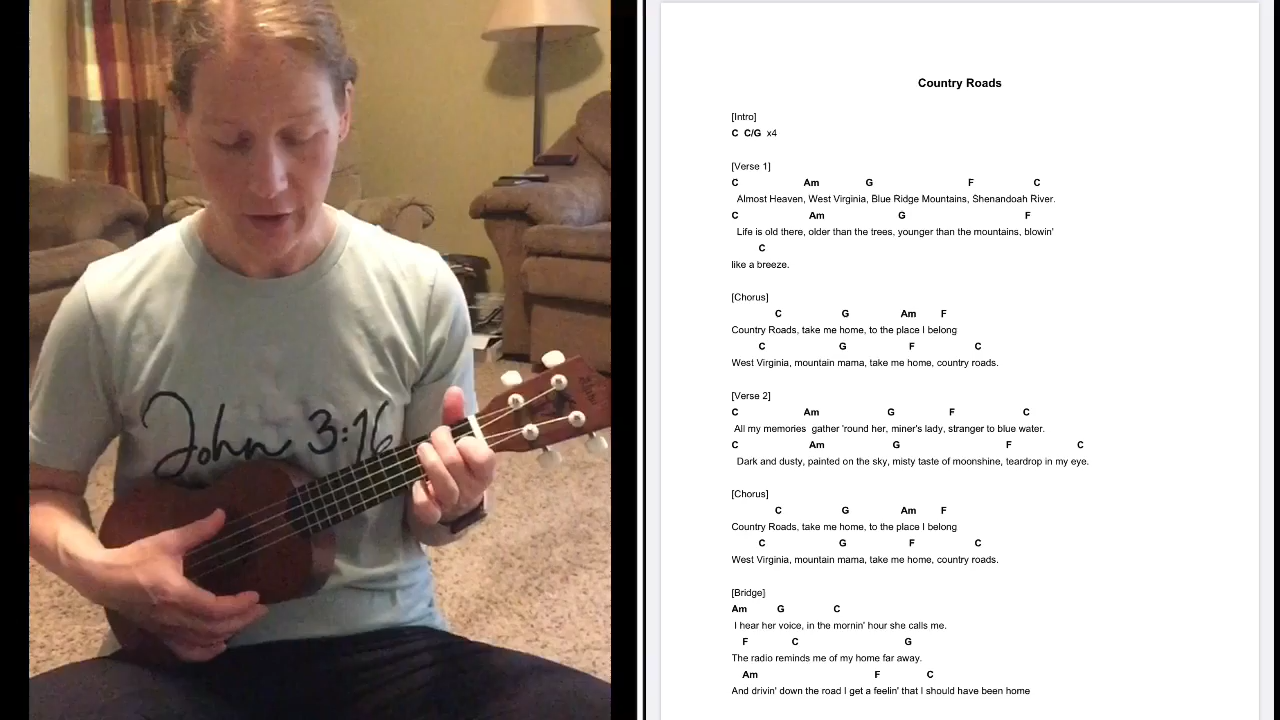 John 3:16
Country Roads
[Intro]
C C/G x4
[Verse 1]
C Am G F C
Almost Heaven, West Virginia, Blue Ridge Mountains, Shenandoah River.
C Am G F
Life is old there, older than the trees, younger than the mountains, blowin'
C
like a breeze.
[Chorus]
C G Am F
Country Roads, take me home, to the place I belong
C G F C
West Virginia, mountain mama, take me home, country roads.
[Verse 2]
C Am G F C
All my memories gather 'round her, miner's lady, stranger to blue water.
C Am G F C
Dark and dusty, painted on the sky, misty taste of moonshine, teardrop in my eye.
[Chorus]
C G Am F
Country Roads, take me home, to the place I belong
C G F C
West Virginia, mountain mama, take me home, country roads.
[Bridge]
Am G C
I hear her voice, in the mornin' hour she calls me.
F C G
The radio reminds me of my home far away.
Am F C
And drivin' down the road I get a feelin' that I should have been home